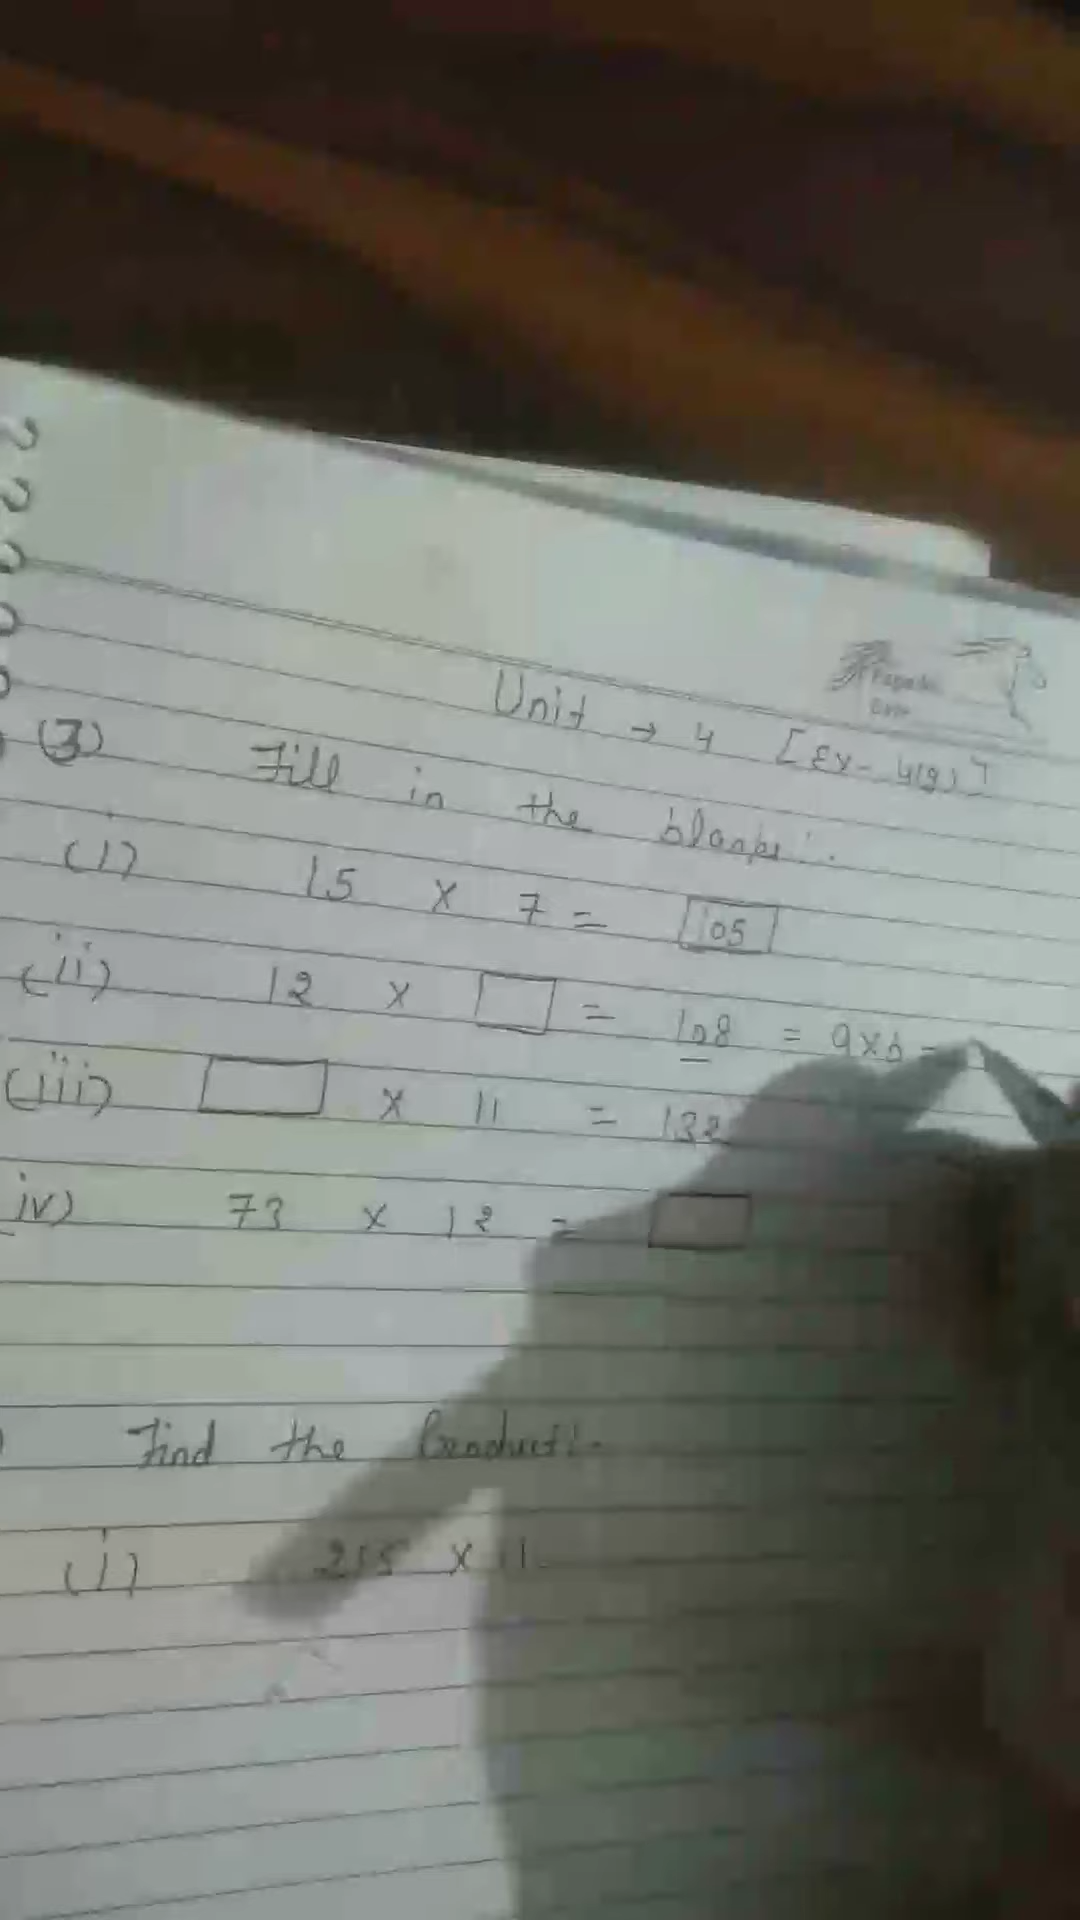 Unit → 4 [Ex- 4(g)]
(3) Fill in the blanks:-
(i) 15 x 7 = 105
(ii) 12 x = 108 =
(iii) x 11 = 132
iv) 73 x 12 =
Find the Product:-
(i) 215 x 11